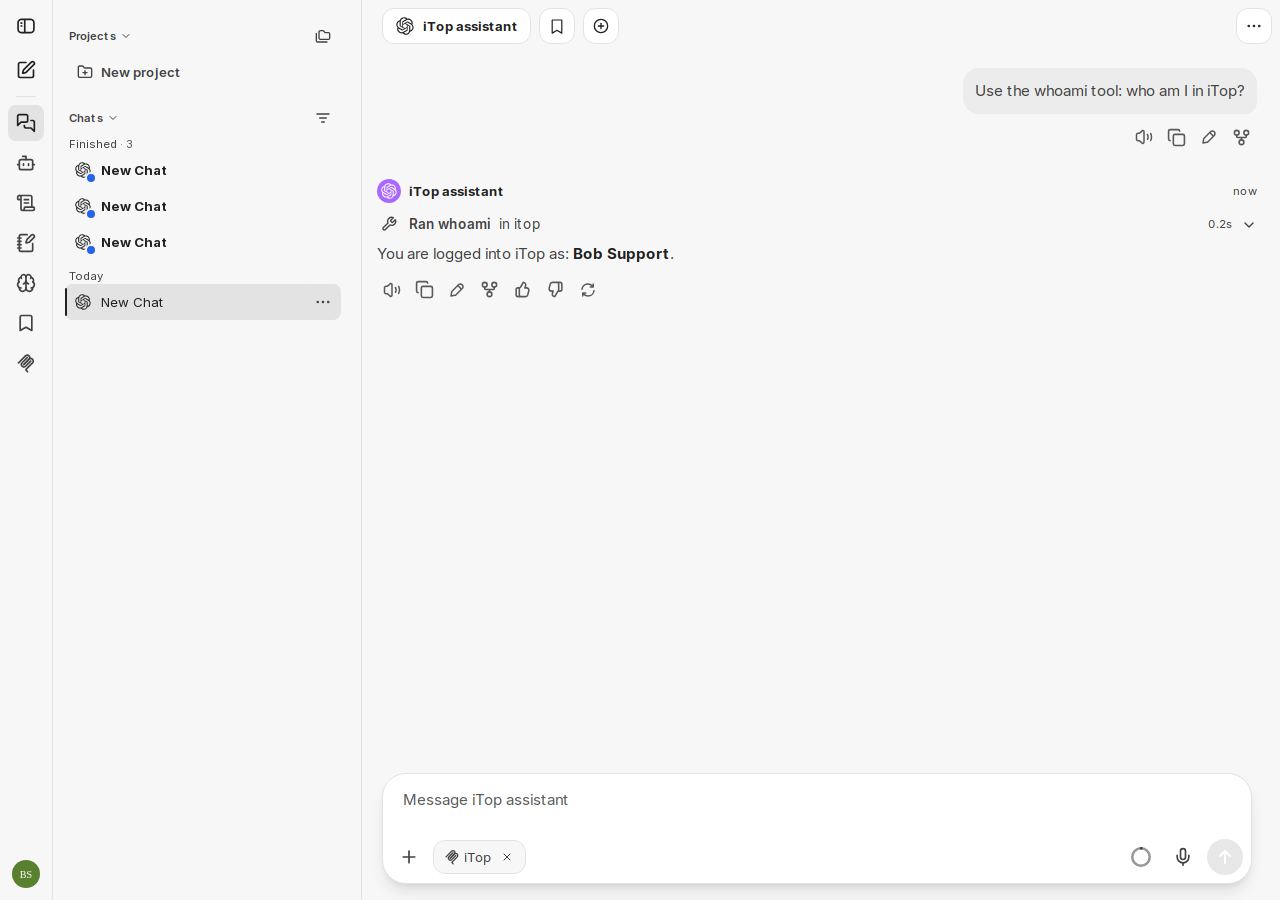 iTop assistant
Projects
New project
Chats
Finished · 3
New Chat
New Chat
New Chat
Today
New Chat
Use the whoami tool: who am I in iTop?
iTop assistant
now
Ran whoami in itop
0.2s
You are logged into iTop as: Bob Support.
Message iTop assistant
iTop
BS